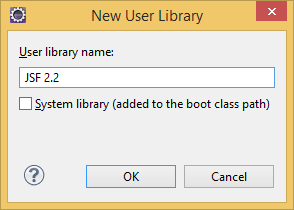 New User Library
User library name:
JSF 2.2
System library (added to the boot class path)
?
OK Cancel